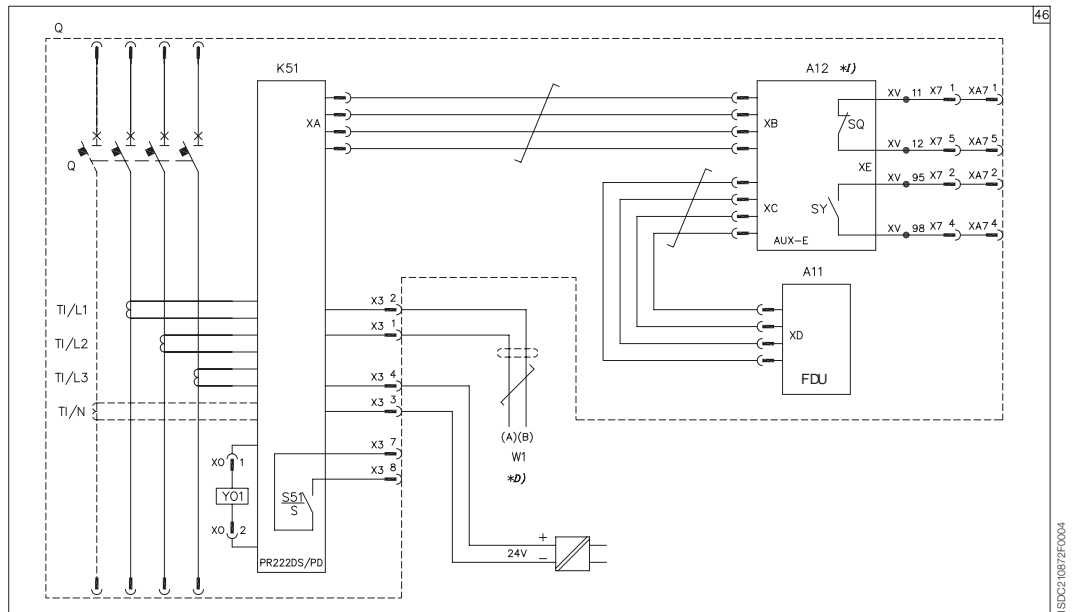 46
Q
K51
A12 *I)
XA
XB
XV 11 X7 1 XA7 1
SQ
XV 12 X7 5 XA7 5
XE
Q
XV 95 X7 2 XA7 2
XC
SY
XV 98 X7 4 XA7 4
AUX-E
A11
TI/L1
X3 2
X3 1
XD
TI/L2
TI/L3
X3 4
FDU
TI/N
X3 3
(A)(B)
X3 7
W1
XO 1
X3 8
*D)
YO1
S51
S
XO 2
+
24V
−
PR222DS/PD
1SDC210872F0004